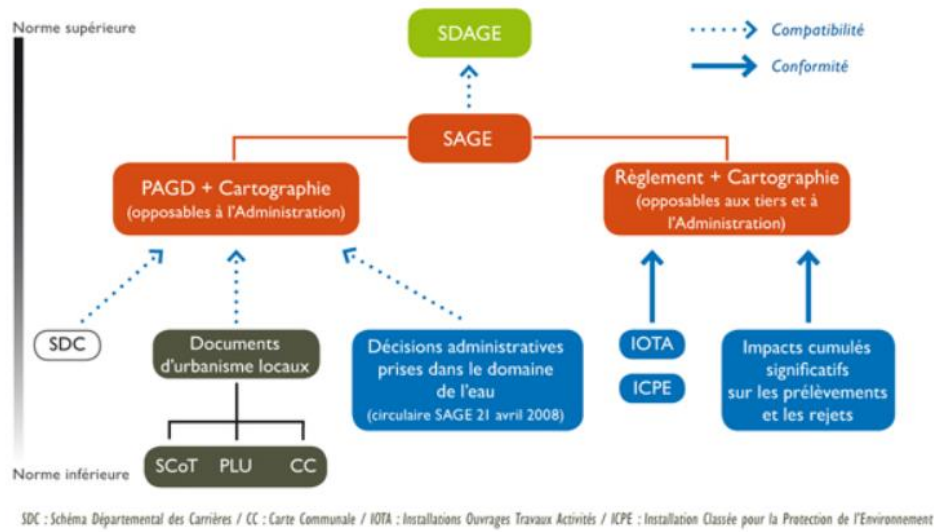 Norme supérieure
SDAGE
Compatibilité
Conformité
SAGE
PAGD + Cartographie
(opposables à l'Administration)
Règlement + Cartographie
(opposables aux tiers et à
l'Administration)
SDC
Documents
d'urbanisme locaux
Décisions administratives
prises dans le domaine
de l'eau
(circulaire SAGE 21 avril 2008)
IOTA
ICPE
Impacts cumulés
significatifs
sur les prélèvements
et les rejets
SCoT PLU CC
Norme inférieure
SDC : Schéma Départemental des Carrières / CC : Carte Communale / IOTA : Installations Ouvrages Travaux Activités / ICPE : Installation Classée pour la Protection de l'Environnement